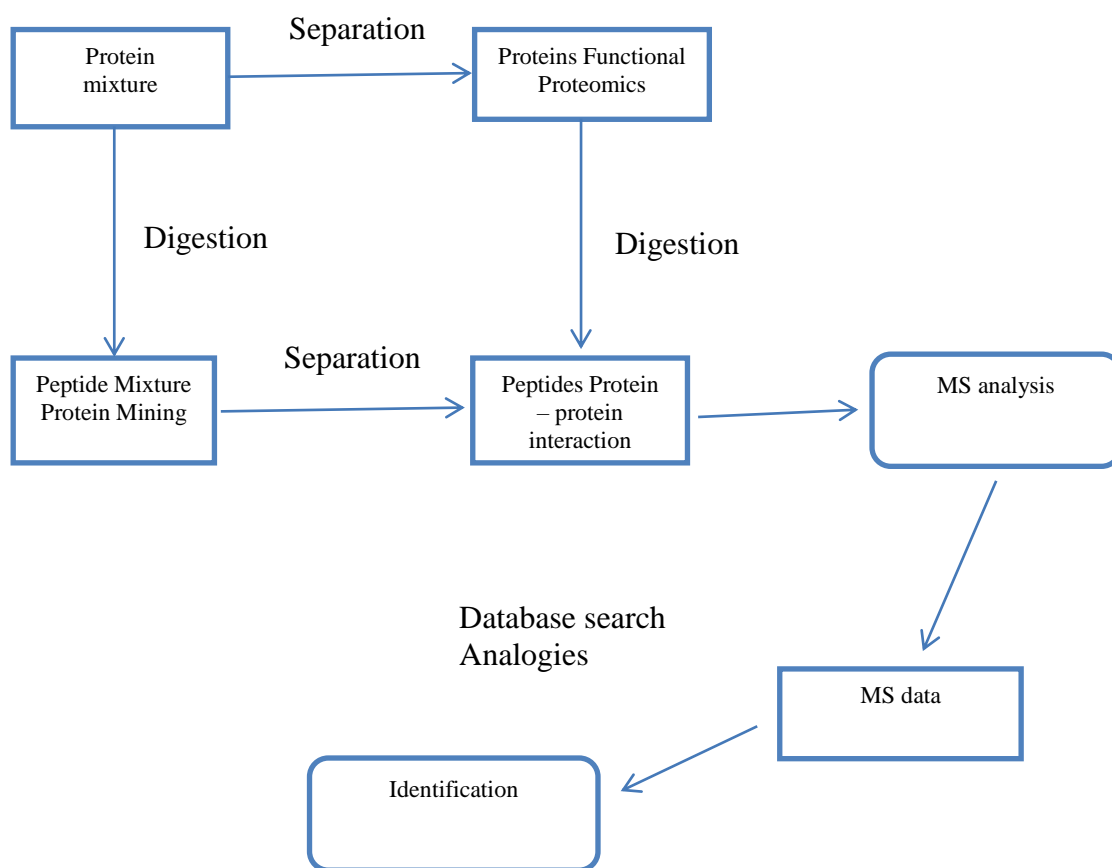 Separation
Protein
mixture
Proteins Functional
Proteomics
Digestion
Digestion
Separation
Peptide Mixture
Protein Mining
Peptides Protein
– protein
interaction
MS analysis
Database search
Analogies
MS data
Identification